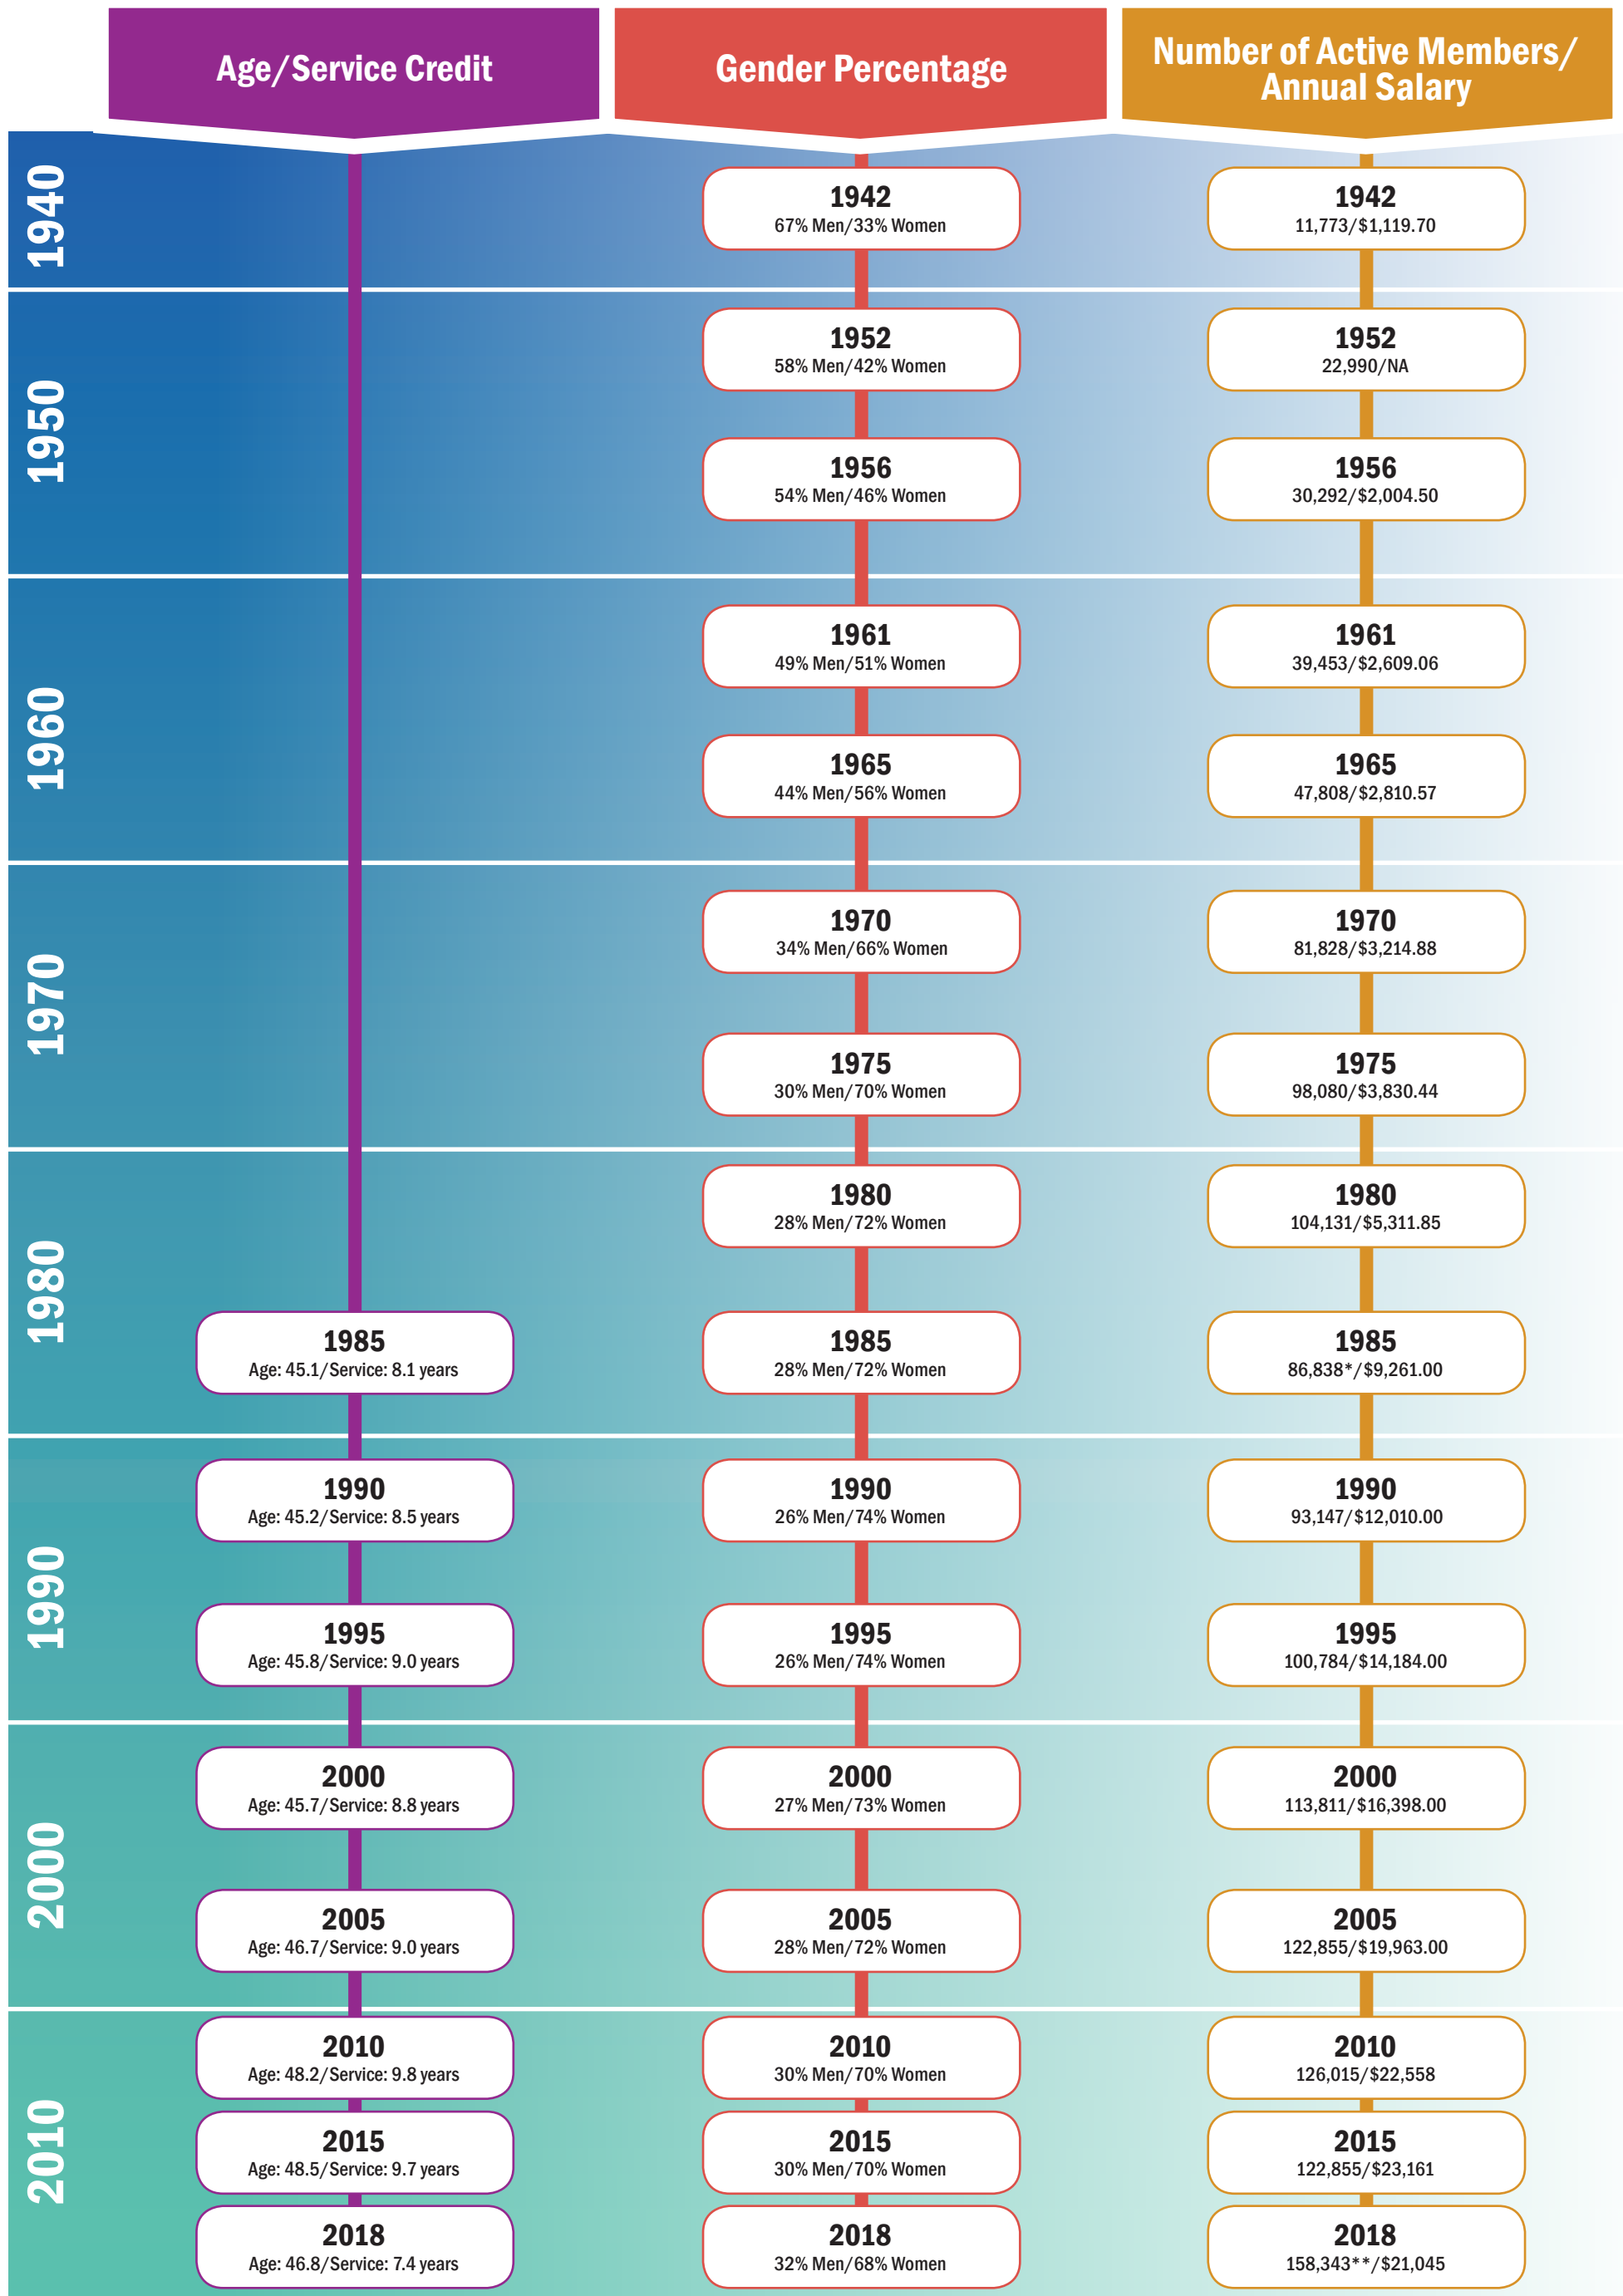 Age/Service Credit
Gender Percentage
Number of Active Members/
Annual Salary
1940
1942
67% Men/33% Women
1942
11,773/$1,119.70
1950
1952
58% Men/42% Women
1952
22,990/NA
1956
54% Men/46% Women
1956
30,292/$2,004.50
1960
1961
49% Men/51% Women
1961
39,453/$2,609.06
1965
44% Men/56% Women
1965
47,808/$2,810.57
1970
1970
34% Men/66% Women
1970
81,828/$3,214.88
1975
30% Men/70% Women
1975
98,080/$3,830.44
1980
1980
28% Men/72% Women
1980
104,131/$5,311.85
1985
Age: 45.1/Service: 8.1 years
1985
28% Men/72% Women
1985
86,838*/$9,261.00
1990
1990
Age: 45.2/Service: 8.5 years
1990
26% Men/74% Women
1990
93,147/$12,010.00
1995
Age: 45.8/Service: 9.0 years
1995
26% Men/74% Women
1995
100,784/$14,184.00
2000
2000
Age: 45.7/Service: 8.8 years
2000
27% Men/73% Women
2000
113,811/$16,398.00
2005
Age: 46.7/Service: 9.0 years
2005
28% Men/72% Women
2005
122,855/$19,963.00
2010
2010
Age: 48.2/Service: 9.8 years
2010
30% Men/70% Women
2010
126,015/$22,558
2015
Age: 48.5/Service: 9.7 years
2015
30% Men/70% Women
2015
122,855/$23,161
2018
Age: 46.8/Service: 7.4 years
2018
32% Men/68% Women
2018
158,343**/$21,045